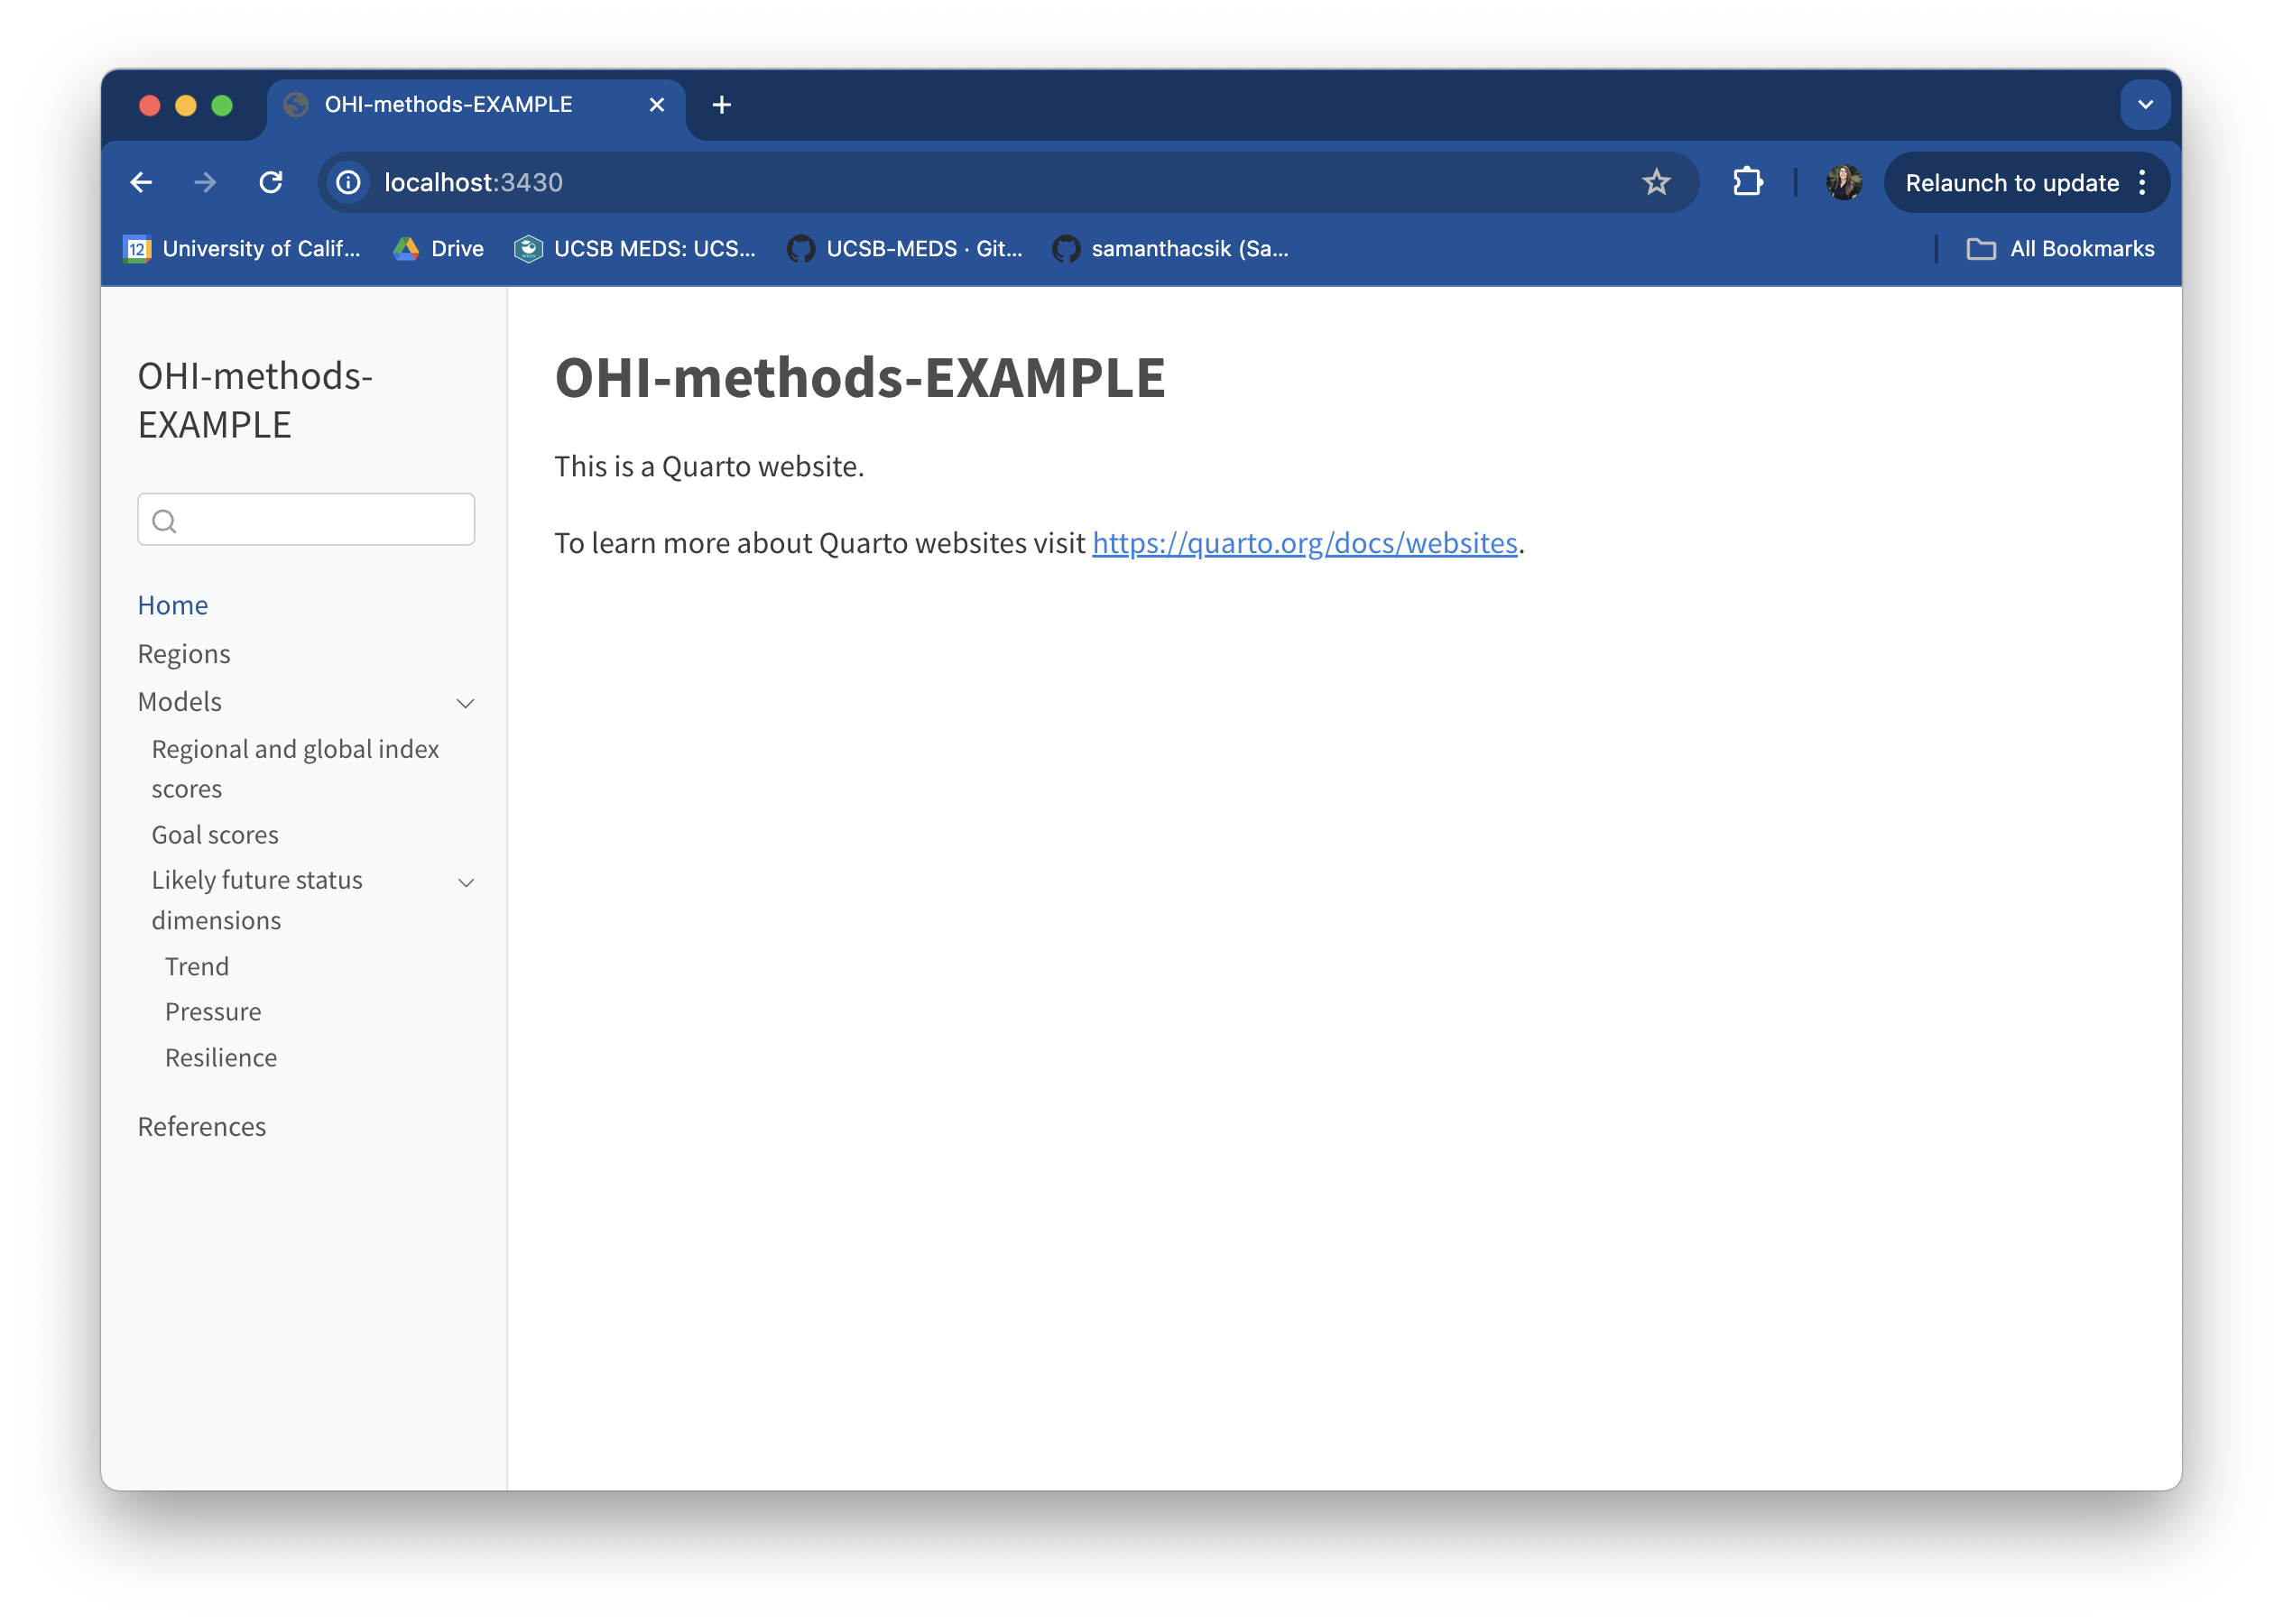 OHI-methods-EXAMPLE
localhost:3430
Relaunch to update
12 University of Calif...
Drive
UCSB MEDS: UCS...
UCSB-MEDS · Git...
samanthacsik (Sa...
All Bookmarks
OHI-methods-
EXAMPLE
Home
Regions
Models
Regional and global index
scores
Goal scores
Likely future status
dimensions
Trend
Pressure
Resilience
References
OHI-methods-EXAMPLE
This is a Quarto website.
To learn more about Quarto websites visit https://quarto.org/docs/websites.